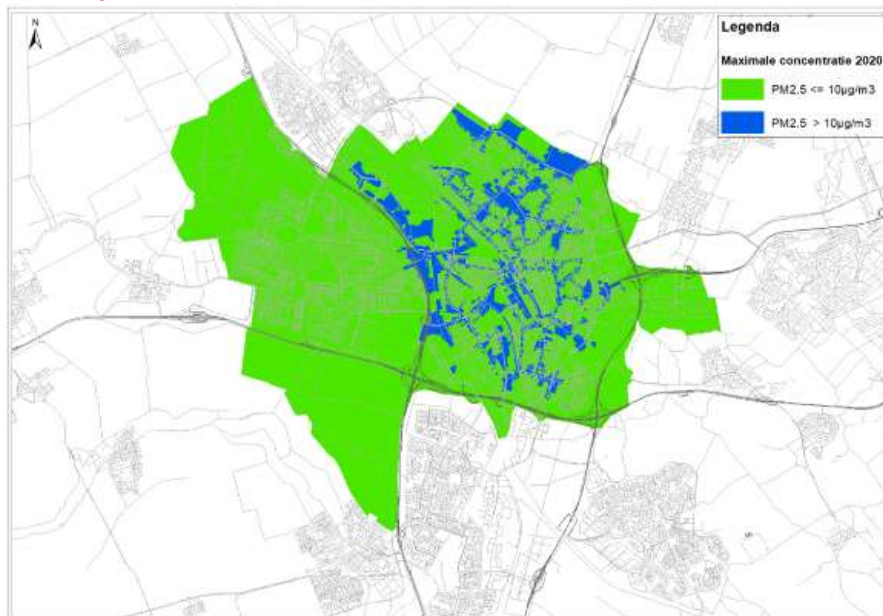 N
Legenda
Maximale concentratie 2020
PM2.5 <= 10µg/m3
PM2.5 > 10µg/m3